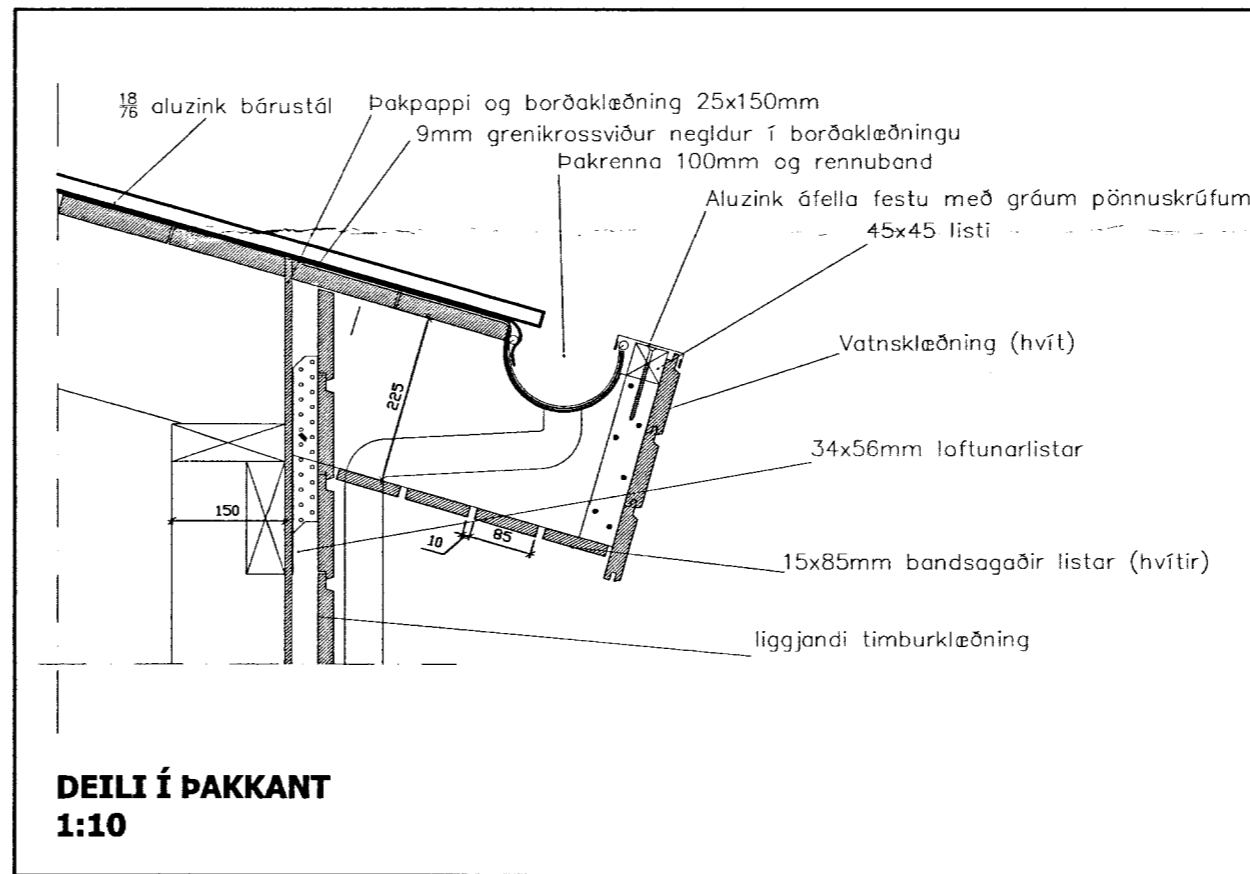 18/76 aluzink bárustál
Þakpappi og borðaklæðning 25x150mm
9mm grenikrossviður negldur í borðaklæðningu
Þakrenna 100mm og rennuband
Aluzink áfella festu með gráum pönnuskrúfum
45x45 listi
Vatnsklæðning (hvít)
225
34x56mm loftunarlistar
150
10
85
15x85mm bandsagaðir listar (hvítir)
liggjandi timburklæðning
DEILI Í ÞAKKANT
1:10